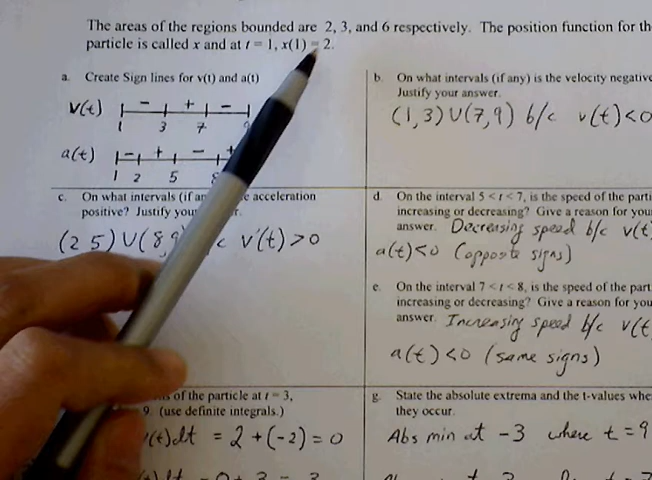 The areas of the regions bounded are 2, 3, and 6 respectively. The position function for th
particle is called x and at t = 1, x(1) = 2.
a. Create Sign lines for v(t) and a(t)
v(t) − + −
1 3 7 9
a(t) − + − +
1 2 5 8
b. On what intervals (if any) is the velocity negative
Justify your answer.
(1,3)U(7,9) b/c v(t)<0
c. On what intervals (if an e acceleration
positive? Justify you r.
(2 5)U(8,9) /c v'(t)>0
d. On the interval 5 < t < 7, is the speed of the parti
increasing or decreasing? Give a reason for you
answer. Decreasing speed b/c v(t)
a(t)<0 (opposite signs)
e. On the interval 7 < t < 8, is the speed of the part
increasing or decreasing? Give a reason for you
answer. Increasing speed b/c v(t
a(t)<0 (same signs)
s of the particle at t = 3,
9. (use definite integrals.)
v(t)dt = 2+(-2)=0
g. State the absolute extrema and the t-values whe
they occur.
Abs min at -3 where t=9